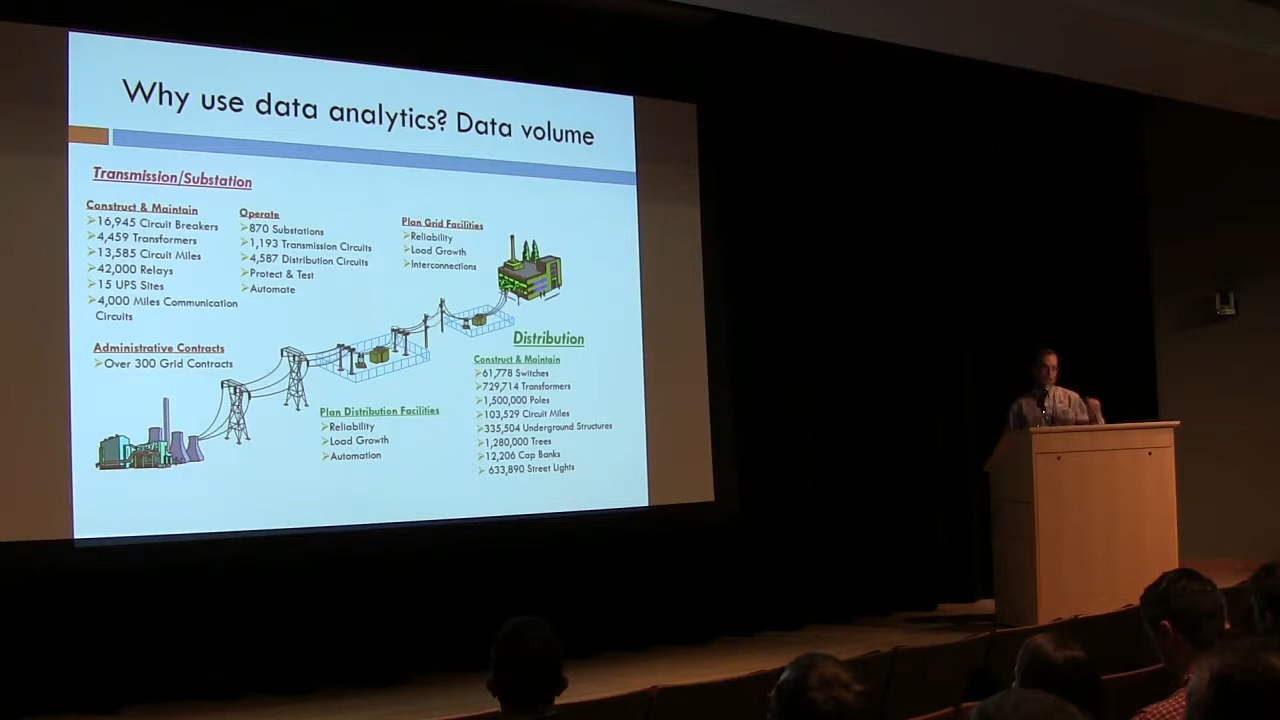 Why use data analytics? Data volume
Transmission/Substation
Construct & Maintain
16,945 Circuit Breakers
4,459 Transformers
13,585 Circuit Miles
42,000 Relays
15 UPS Sites
4,000 Miles Communication
Circuits
Operate
870 Substations
1,193 Transmission Circuits
4,587 Distribution Circuits
Protect & Test
Automate
Plan Grid Facilities
Reliability
Load Growth
Interconnections
Administrative Contracts
Over 300 Grid Contracts
Plan Distribution Facilities
Reliability
Load Growth
Automation
Distribution
Construct & Maintain
61,778 Switches
729,714 Transformers
1,500,000 Poles
103,529 Circuit Miles
335,504 Underground Structures
1,280,000 Trees
12,206 Cap Banks
633,890 Street Lights